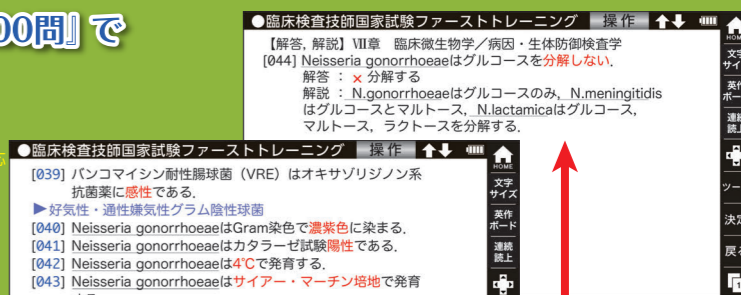 00問』で
●臨床検査技師国家試験ファーストトレーニング 操作
HOME
【解答, 解説】Ⅶ章 臨床微生物学／病因・生体防御検査学
[044] Neisseria gonorrhoeaeはグルコースを分解しない.
解答 : × 分解する
解説 : N.gonorrhoeaeはグルコースのみ, N.meningitidis
はグルコースとマルトース, N.lactamicaはグルコース,
マルトース, ラクトースを分解する.
文字
サイズ
英作
ボード
連続
読上
ツール
決定
戻る
●臨床検査技師国家試験ファーストトレーニング 操作
HOME
[039] バンコマイシン耐性腸球菌（VRE）はオキサゾリジノン系
抗菌薬に感性である.
▶好気性・通性嫌気性グラム陰性球菌
[040] Neisseria gonorrhoeaeはGram染色で濃紫色に染まる.
[041] Neisseria gonorrhoeaeはカタラーゼ試験陽性である.
[042] Neisseria gonorrhoeaeは4℃で発育する.
[043] Neisseria gonorrhoeaeはサイアー・マーチン培地で発育
文字
サイズ
英作
ボード
連続
読上